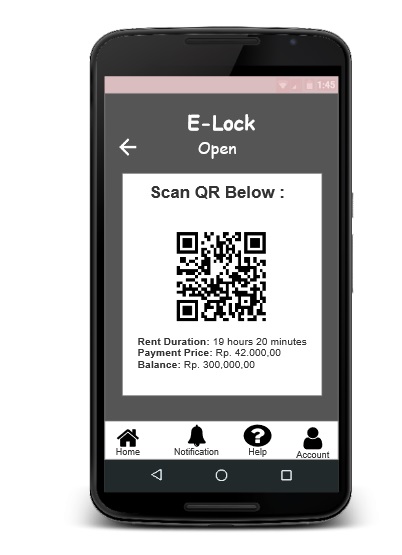 1:45
E-Lock
Open
Scan QR Below :
Rent Duration: 19 hours 20 minutes
Payment Price: Rp. 42.000,00
Balance: Rp. 300,000,00
Home Notification Help Account